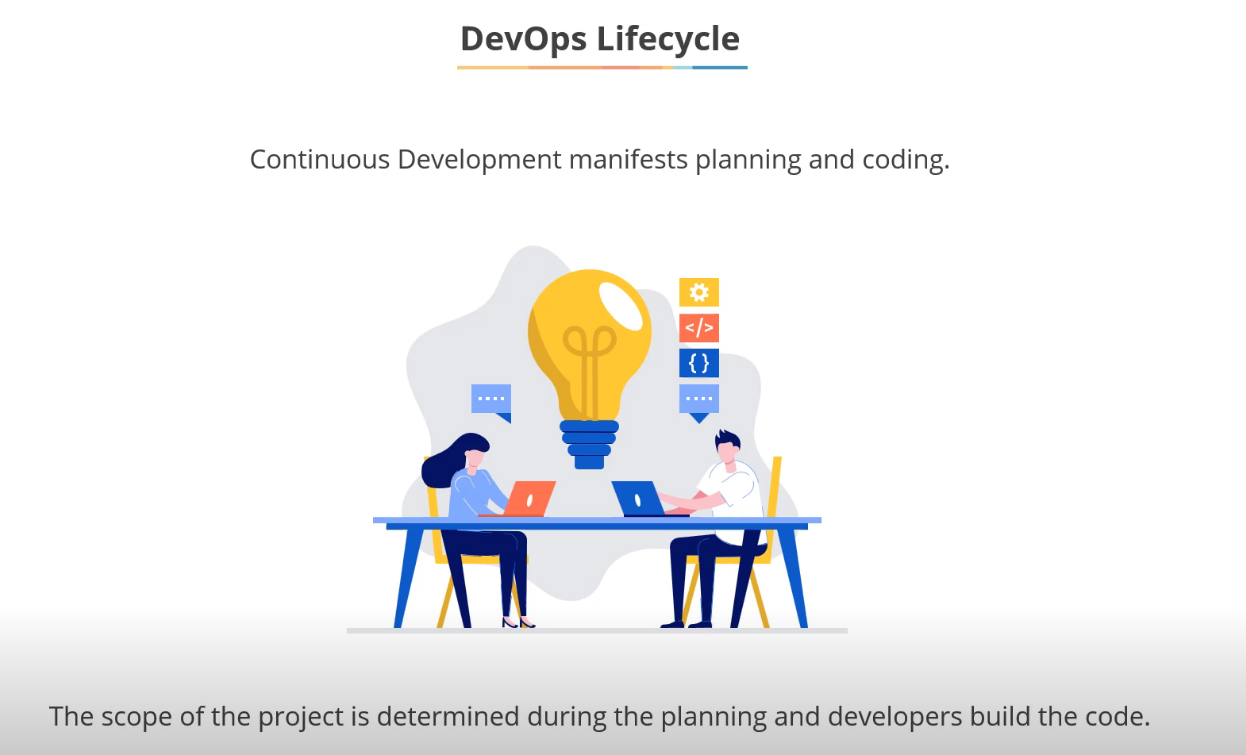 DevOps Lifecycle
Continuous Development manifests planning and coding.
</>
{ }
The scope of the project is determined during the planning and developers build the code.